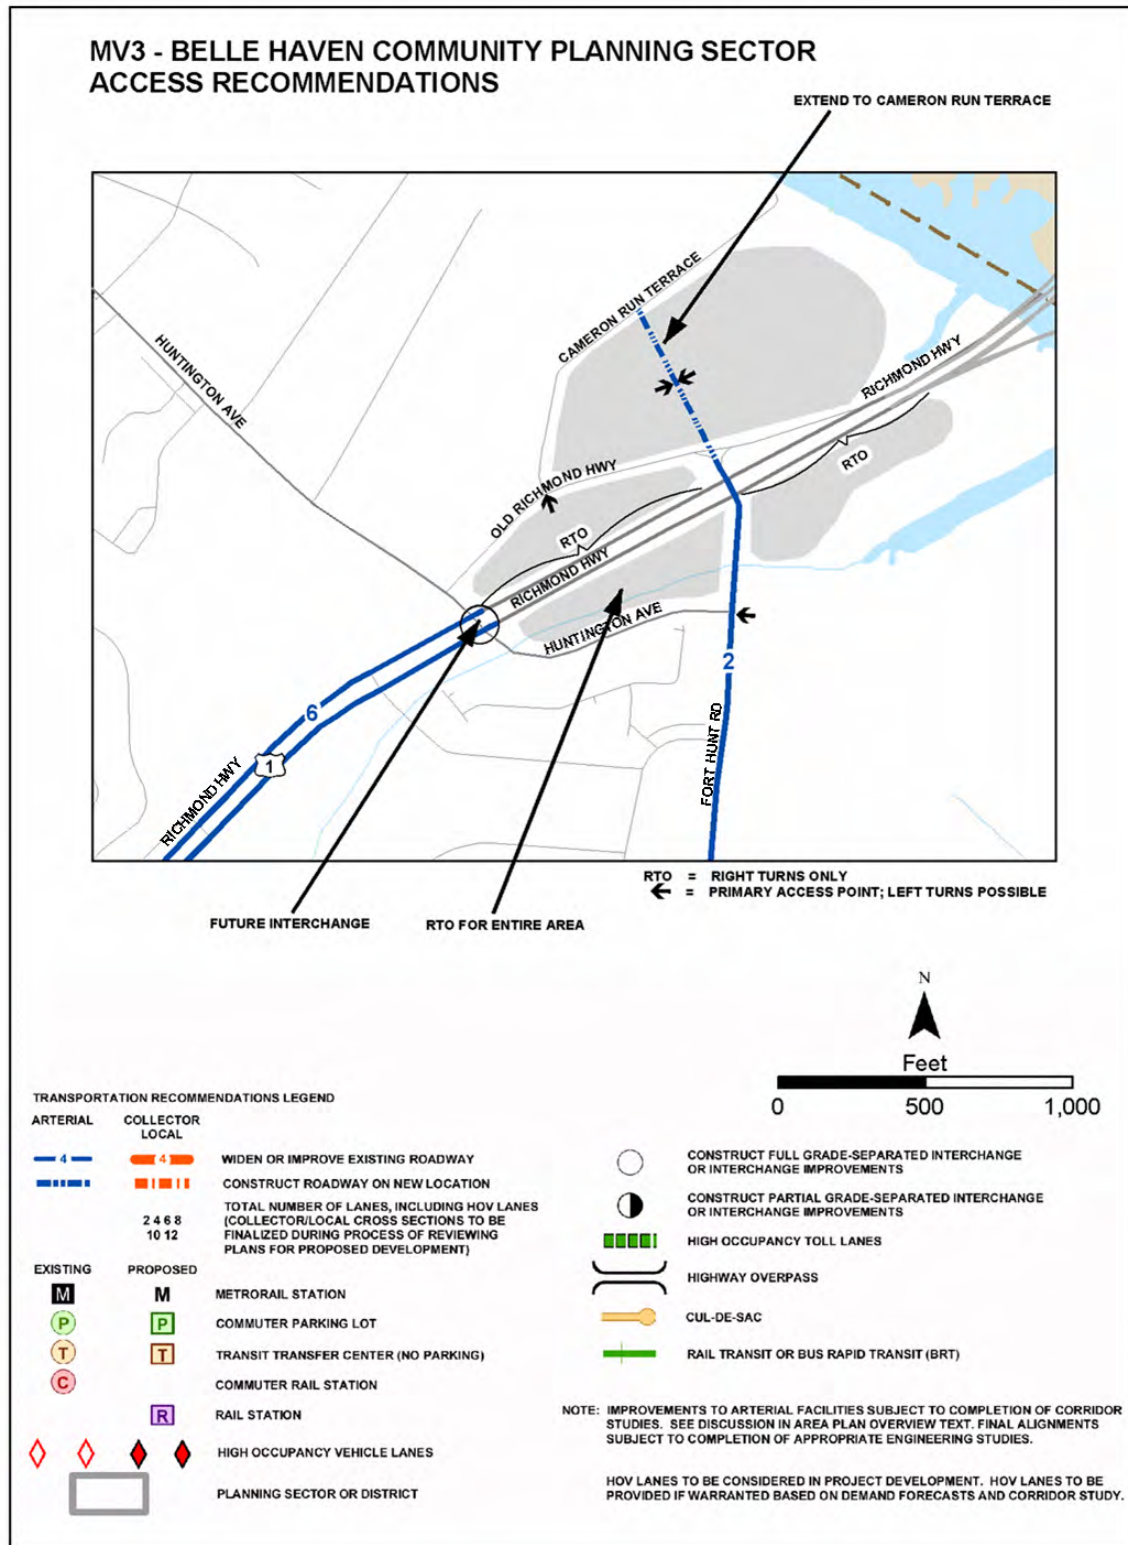 MV3 - BELLE HAVEN COMMUNITY PLANNING SECTOR
ACCESS RECOMMENDATIONS
EXTEND TO CAMERON RUN TERRACE
CAMERON RUN TERRACE
HUNTINGTON AVE
RICHMOND HWY
RTO
OLD RICHMOND HWY
RTO
RICHMOND HWY
HUNTINGTON AVE
2
6
FORT HUNT RD
1
RICHMOND HWY
RTO = RIGHT TURNS ONLY
= PRIMARY ACCESS POINT; LEFT TURNS POSSIBLE
FUTURE INTERCHANGE
RTO FOR ENTIRE AREA
N
Feet
0 500 1,000
TRANSPORTATION RECOMMENDATIONS LEGEND
ARTERIAL
COLLECTOR
LOCAL
4 4 WIDEN OR IMPROVE EXISTING ROADWAY
CONSTRUCT ROADWAY ON NEW LOCATION
2 4 6 8
10 12
TOTAL NUMBER OF LANES, INCLUDING HOV LANES
(COLLECTOR/LOCAL CROSS SECTIONS TO BE
FINALIZED DURING PROCESS OF REVIEWING
PLANS FOR PROPOSED DEVELOPMENT)
EXISTING PROPOSED
M M METRORAIL STATION
P P COMMUTER PARKING LOT
T T TRANSIT TRANSFER CENTER (NO PARKING)
C COMMUTER RAIL STATION
R RAIL STATION
HIGH OCCUPANCY VEHICLE LANES
PLANNING SECTOR OR DISTRICT
CONSTRUCT FULL GRADE-SEPARATED INTERCHANGE
OR INTERCHANGE IMPROVEMENTS
CONSTRUCT PARTIAL GRADE-SEPARATED INTERCHANGE
OR INTERCHANGE IMPROVEMENTS
HIGH OCCUPANCY TOLL LANES
HIGHWAY OVERPASS
CUL-DE-SAC
RAIL TRANSIT OR BUS RAPID TRANSIT (BRT)
NOTE: IMPROVEMENTS TO ARTERIAL FACILITIES SUBJECT TO COMPLETION OF CORRIDOR
STUDIES. SEE DISCUSSION IN AREA PLAN OVERVIEW TEXT. FINAL ALIGNMENTS
SUBJECT TO COMPLETION OF APPROPRIATE ENGINEERING STUDIES.
HOV LANES TO BE CONSIDERED IN PROJECT DEVELOPMENT. HOV LANES TO BE
PROVIDED IF WARRANTED BASED ON DEMAND FORECASTS AND CORRIDOR STUDY.